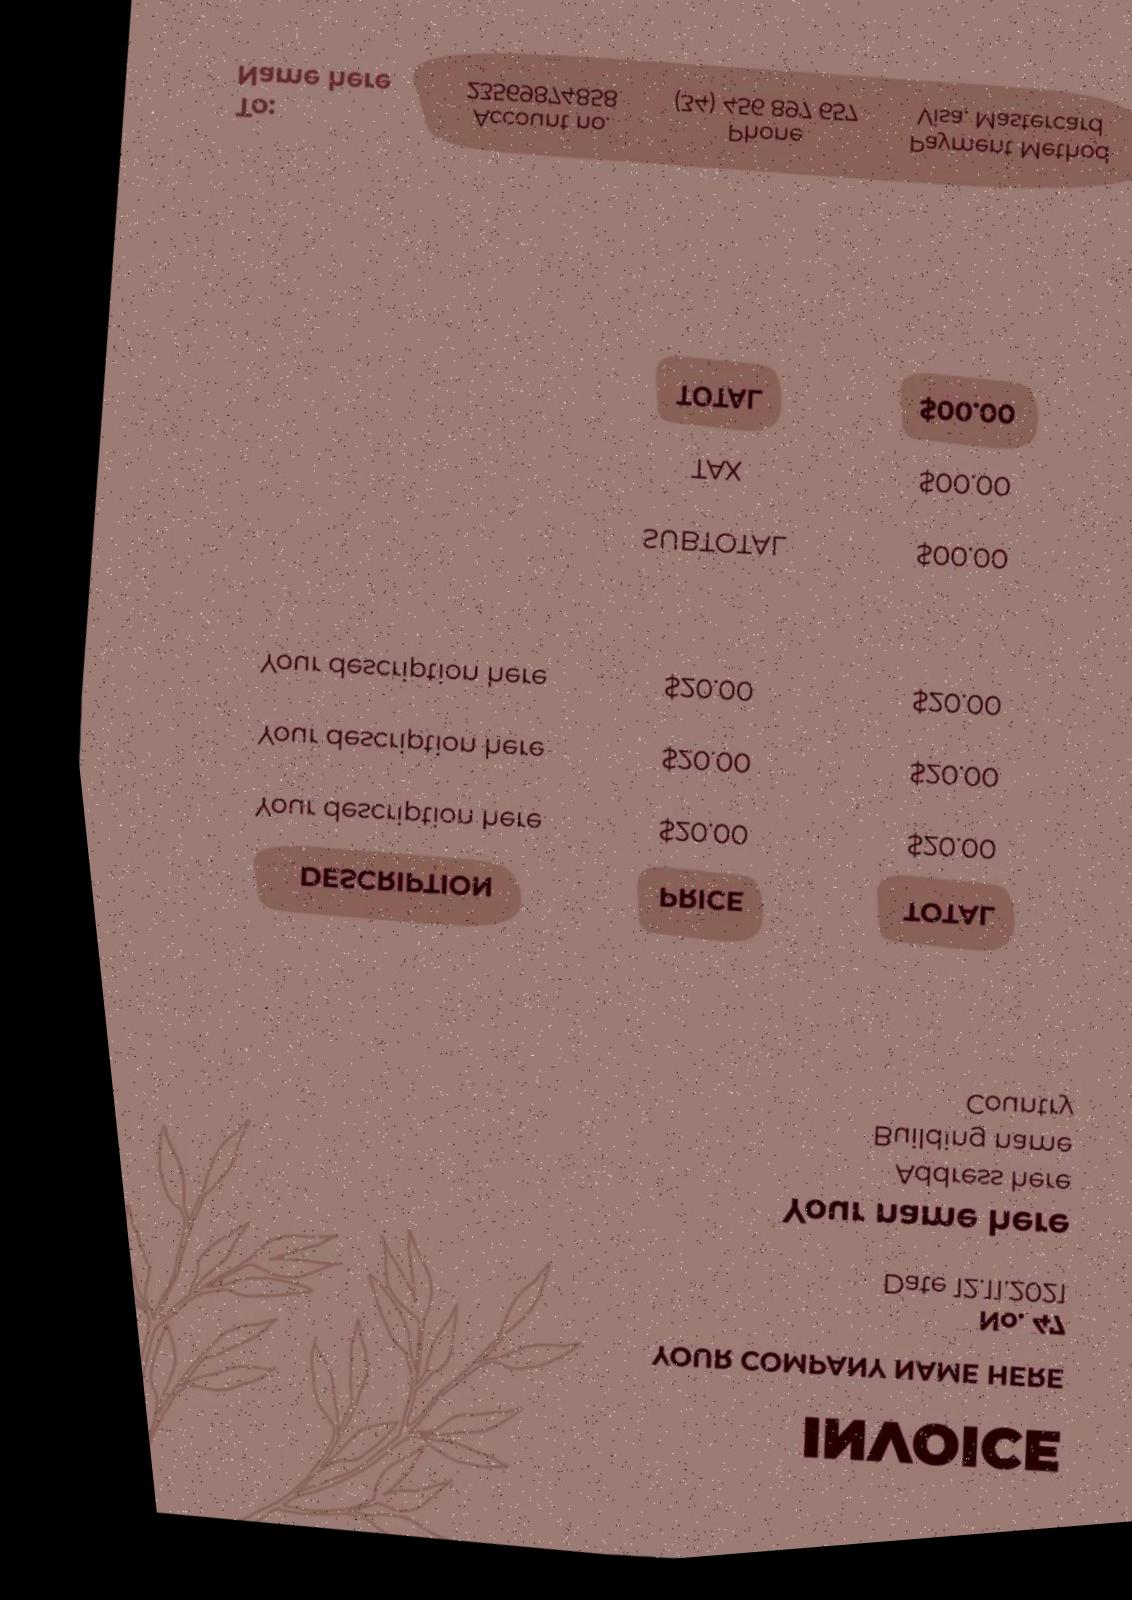 INVOICE
YOUR COMPANY NAME HERE
No. 47
Date 12.11.2021
Your name here
Address here
Building name
Country
DESCRIPTION PRICE TOTAL
Your description here $20.00 $20.00
Your description here $20.00 $20.00
Your description here $20.00 $20.00
SUBTOTAL $00.00
TAX $00.00
TOTAL $00.00
To:
Name here
Account no.
23569874858
Phone
(34) 456 897 657
Payment Method
Visa, Mastercard